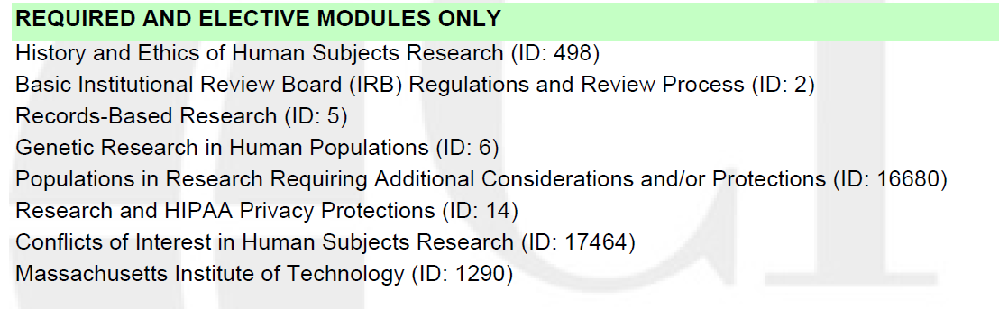 REQUIRED AND ELECTIVE MODULES ONLY
History and Ethics of Human Subjects Research (ID: 498)
Basic Institutional Review Board (IRB) Regulations and Review Process (ID: 2)
Records-Based Research (ID: 5)
Genetic Research in Human Populations (ID: 6)
Populations in Research Requiring Additional Considerations and/or Protections (ID: 16680)
Research and HIPAA Privacy Protections (ID: 14)
Conflicts of Interest in Human Subjects Research (ID: 17464)
Massachusetts Institute of Technology (ID: 1290)